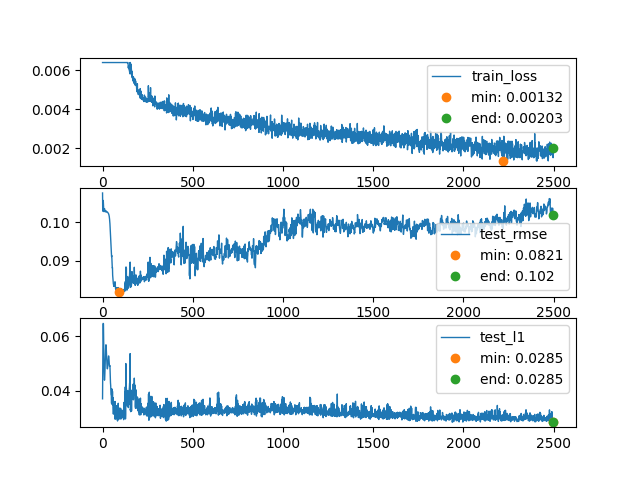 0.006
0.004
0.002
train_loss
min: 0.00132
end: 0.00203
0 500 1000 1500 2000 2500
0.10
0.09
test_rmse
min: 0.0821
end: 0.102
0 500 1000 1500 2000 2500
0.06
0.04
test_l1
min: 0.0285
end: 0.0285
0 500 1000 1500 2000 2500